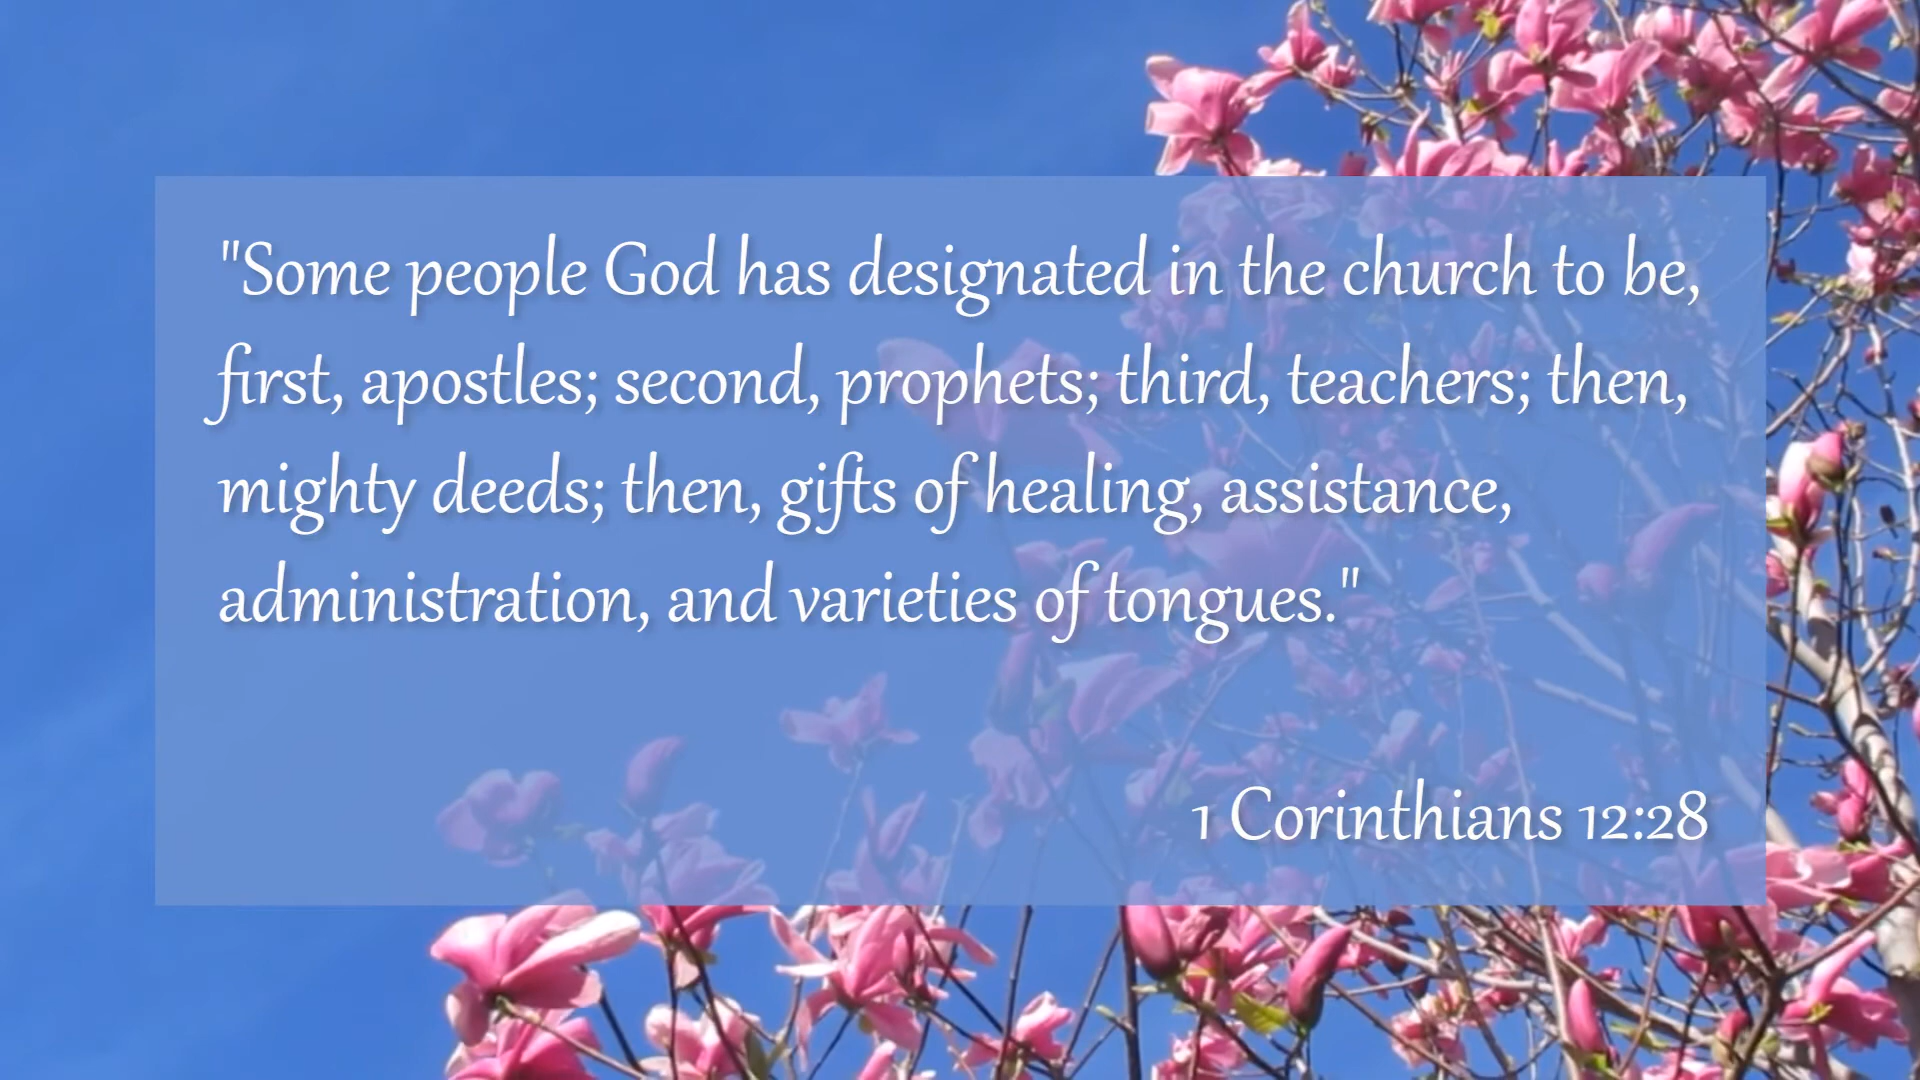 "Some people God has designated in the church to be,
first, apostles; second, prophets; third, teachers; then,
mighty deeds; then, gifts of healing, assistance,
administration, and varieties of tongues."
1 Corinthians 12:28